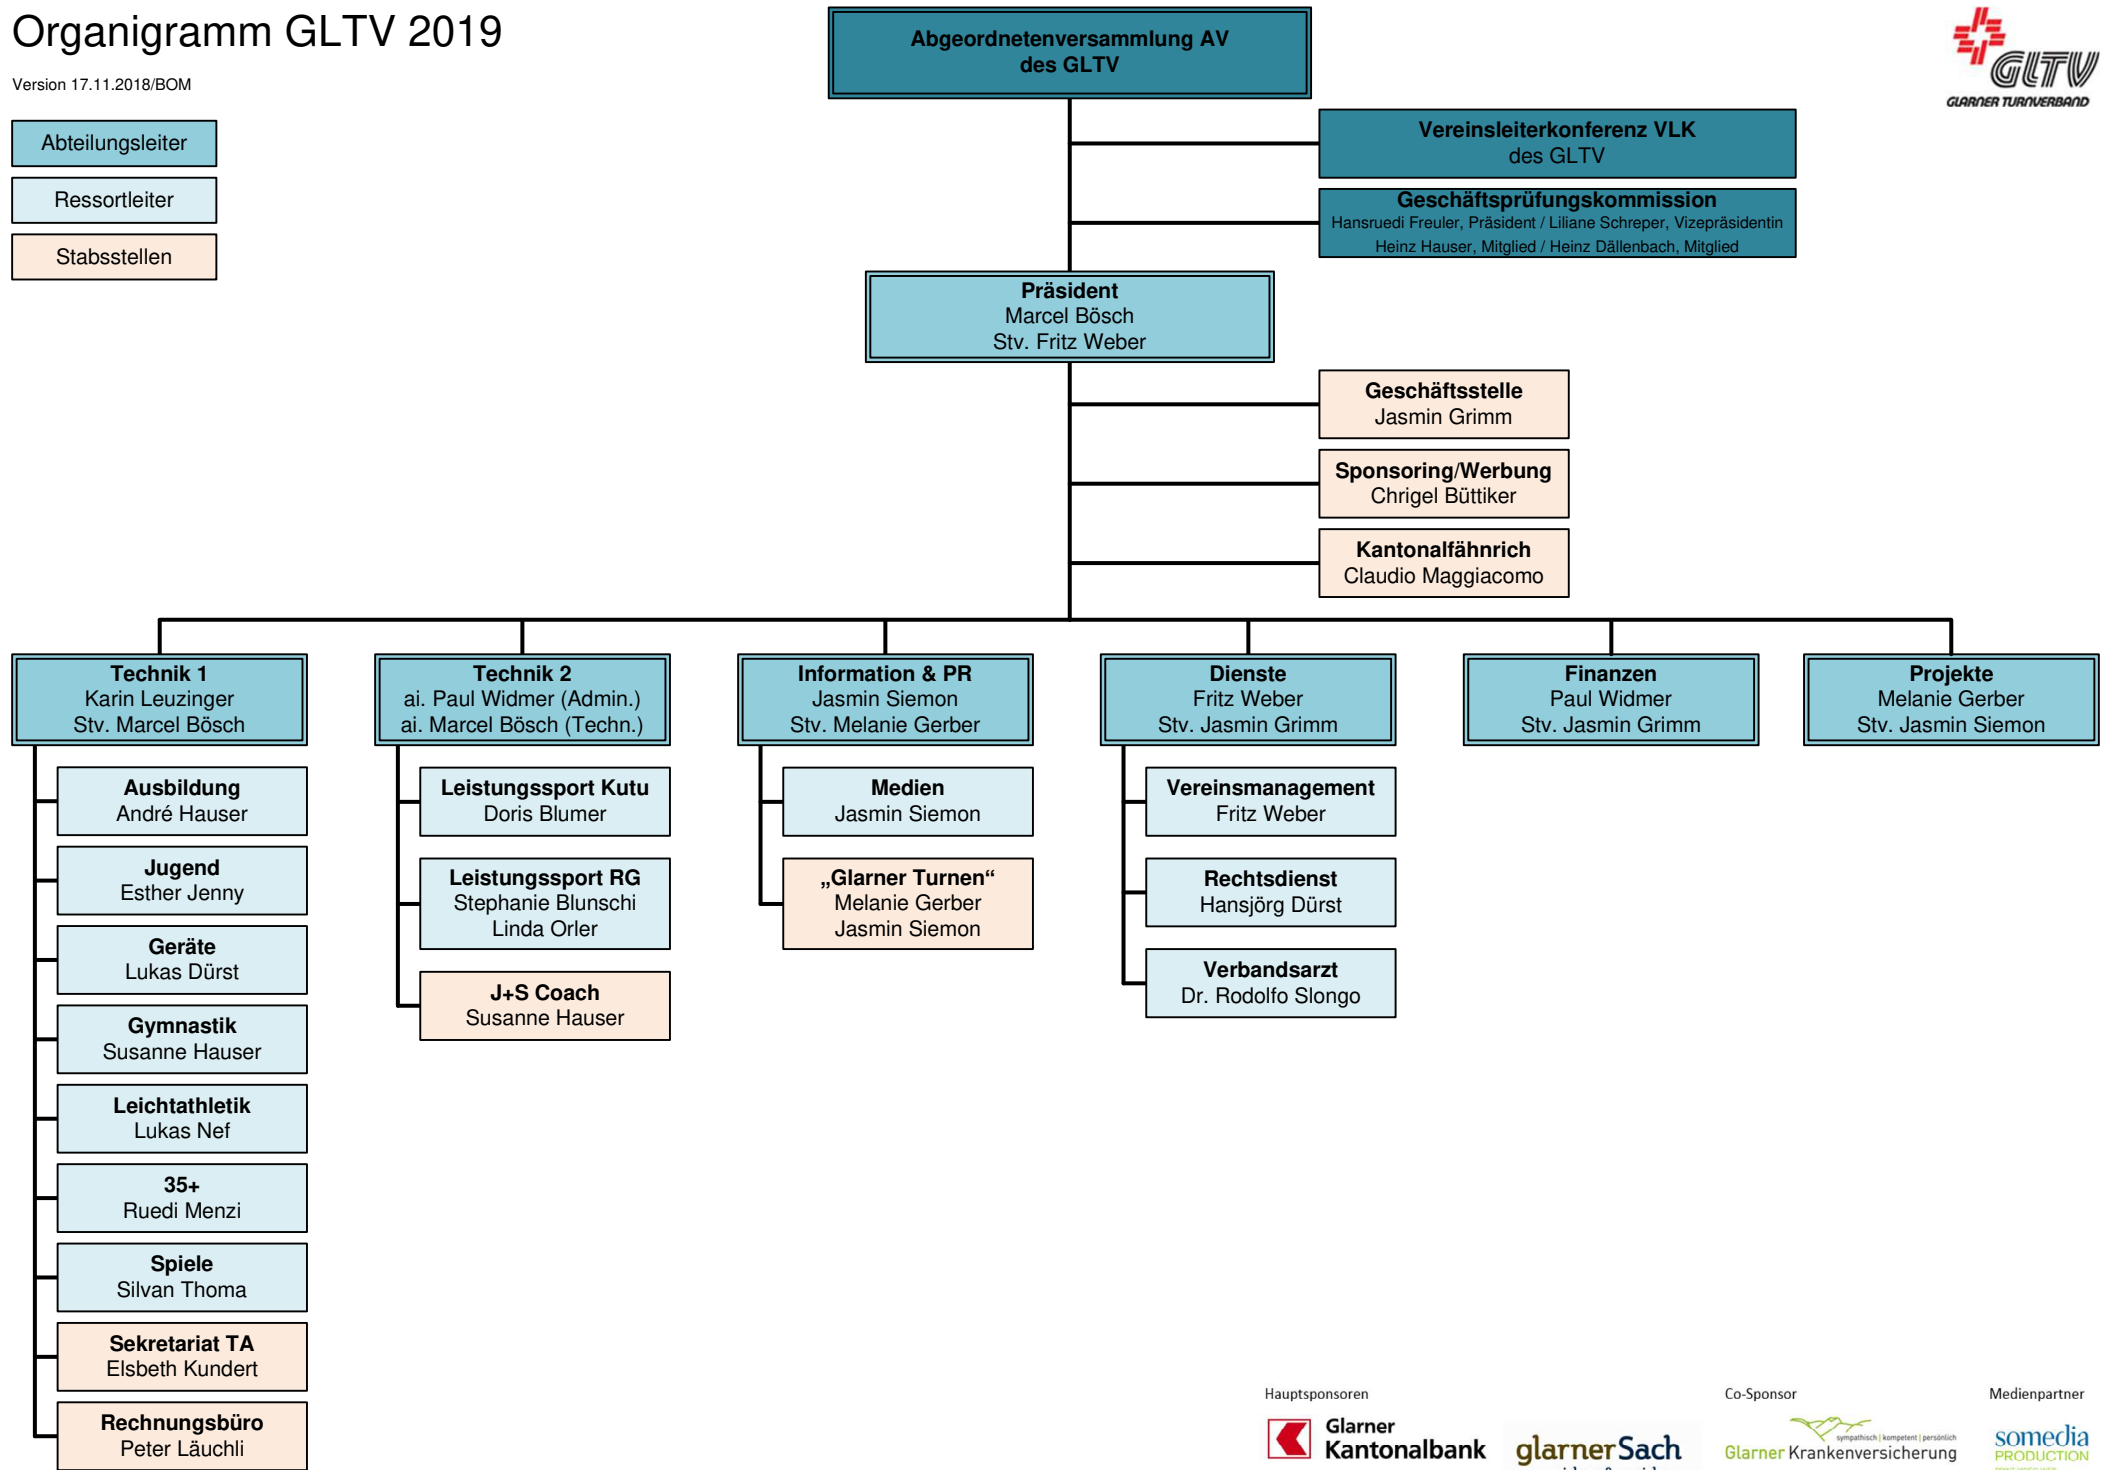 Organigramm GLTV 2019
Version 17.11.2018/BOM
Abteilungsleiter
Ressortleiter
Stabsstellen
Abgeordnetenversammlung AV
des GLTV
GLTV
GLARNER TURNVERBAND
Vereinsleiterkonferenz VLK
des GLTV
Geschäftsprüfungskommission
Hansruedi Freuler, Präsident / Liliane Schreper, Vizepräsidentin
Heinz Hauser, Mitglied / Heinz Dällenbach, Mitglied
Präsident
Marcel Bösch
Stv. Fritz Weber
Geschäftsstelle
Jasmin Grimm
Sponsoring/Werbung
Chrigel Büttiker
Kantonalfähnrich
Claudio Maggiacomo
Technik 1
Karin Leuzinger
Stv. Marcel Bösch
Ausbildung
André Hauser
Jugend
Esther Jenny
Geräte
Lukas Dürst
Gymnastik
Susanne Hauser
Leichtathletik
Lukas Nef
35+
Ruedi Menzi
Spiele
Silvan Thoma
Sekretariat TA
Elsbeth Kundert
Rechnungsbüro
Peter Läuchli
Technik 2
ai. Paul Widmer (Admin.)
ai. Marcel Bösch (Techn.)
Leistungssport Kutu
Doris Blumer
Leistungssport RG
Stephanie Blunschi
Linda Orler
J+S Coach
Susanne Hauser
Information & PR
Jasmin Siemon
Stv. Melanie Gerber
Medien
Jasmin Siemon
„Glarner Turnen“
Melanie Gerber
Jasmin Siemon
Dienste
Fritz Weber
Stv. Jasmin Grimm
Vereinsmanagement
Fritz Weber
Rechtsdienst
Hansjörg Dürst
Verbandsarzt
Dr. Rodolfo Slongo
Finanzen
Paul Widmer
Stv. Jasmin Grimm
Projekte
Melanie Gerber
Stv. Jasmin Siemon
Hauptsponsoren
Glarner
Kantonalbank
glarnerSach
Co-Sponsor
sympathisch | kompetent | persönlich
Glarner Krankenversicherung
Medienpartner
somedia
PRODUCTION